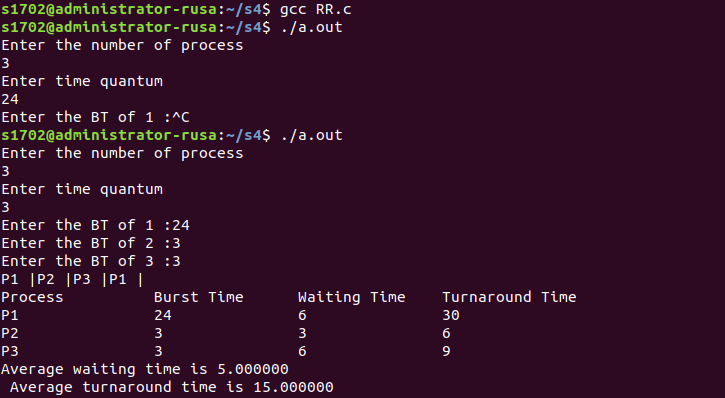 s1702@administrator-rusa:~/s4$ gcc RR.c
s1702@administrator-rusa:~/s4$ ./a.out
Enter the number of process
3
Enter time quantum
24
Enter the BT of 1 :^C
s1702@administrator-rusa:~/s4$ ./a.out
Enter the number of process
3
Enter time quantum
3
Enter the BT of 1 :24
Enter the BT of 2 :3
Enter the BT of 3 :3
P1 |P2 |P3 |P1 |
Process Burst Time Waiting Time Turnaround Time
P1 24 6 30
P2 3 3 6
P3 3 6 9
Average waiting time is 5.000000
Average turnaround time is 15.000000